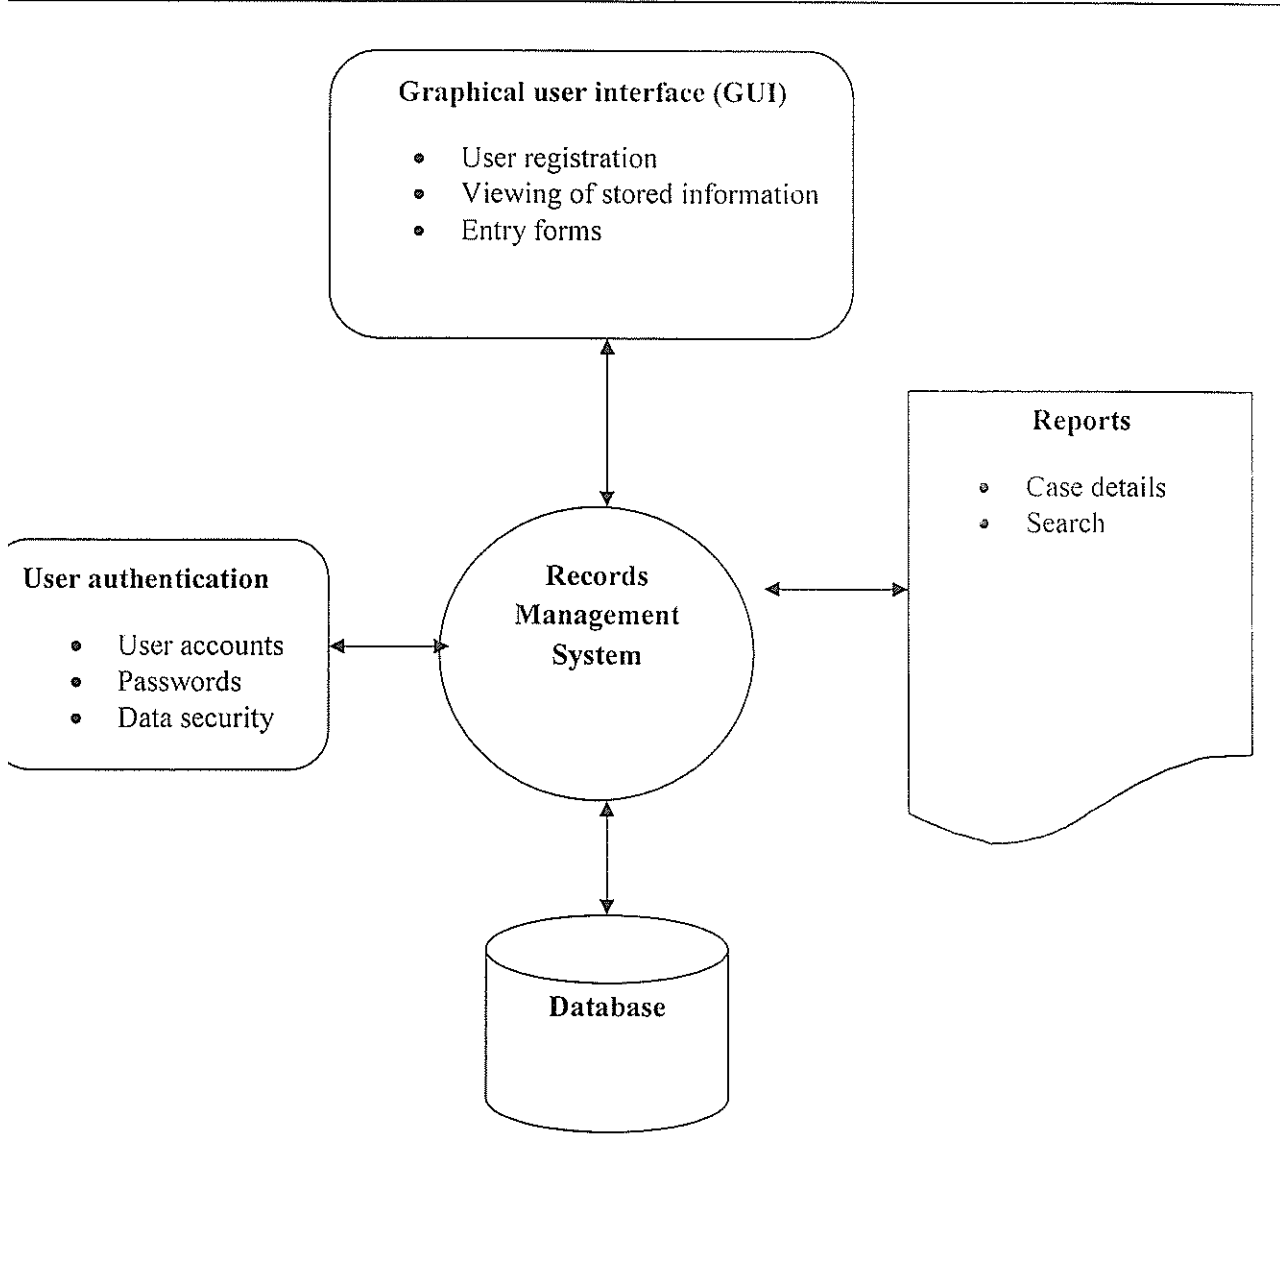 Graphical user interface (GUI)
• User registration
• Viewing of stored information
• Entry forms
Reports
• Case details
• Search
User authentication
• User accounts
• Passwords
• Data security
Records
Management
System
Database